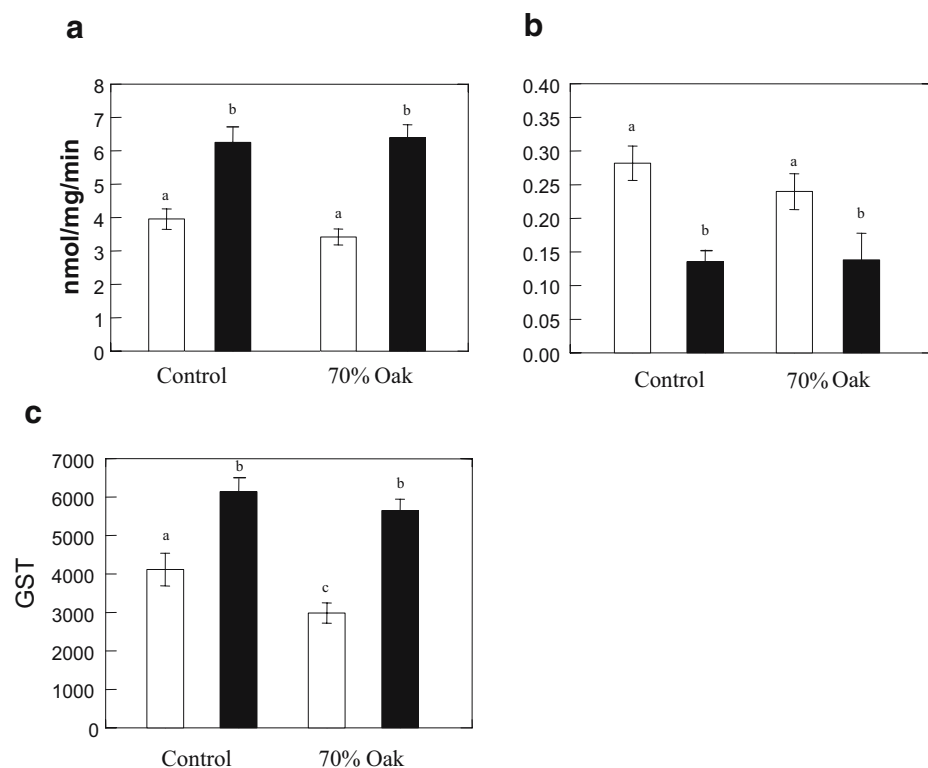 a
nmol/mg/min
8
7
6
5
4
3
2
1
0
a
b
a
b
Control 70% Oak
b
0.40
0.35
0.30
0.25
0.20
0.15
0.10
0.05
0.00
a
b
a
b
Control 70% Oak
c
GST
7000
6000
5000
4000
3000
2000
1000
0
a
b
c
b
Control 70% Oak